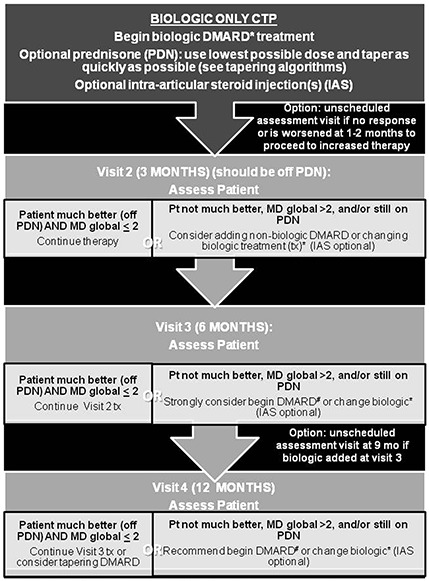 BIOLOGIC ONLY CTP
Begin biologic DMARD* treatment
Optional prednisone (PDN): use lowest possible dose and taper as
quickly as possible (see tapering algorithms)
Optional intra-articular steroid injection(s) (IAS)
Option: unscheduled
assessment visit if no response
or is worsened at 1-2 months to
proceed to increased therapy
Visit 2 (3 MONTHS) (should be off PDN):
Assess Patient
Patient much better (off
PDN) AND MD global ≤ 2
Continue therapy
OR
Pt not much better, MD global >2, and/or still on
PDN
Consider adding non-biologic DMARD or changing
biologic treatment (tx)* (IAS optional)
Visit 3 (6 MONTHS):
Assess Patient
Patient much better (off
PDN) AND MD global ≤ 2
Continue Visit 2 tx
OR
Pt not much better, MD global >2, and/or still on
PDN
Strongly consider begin DMARD# or change biologic*
(IAS optional)
Option: unscheduled
assessment visit at 9 mo if
biologic added at visit 3
Visit 4 (12 MONTHS)
Assess Patient
Patient much better (off
PDN) AND MD global ≤ 2
Continue Visit 3 tx or
consider tapering DMARD
OR
Pt not much better, MD global >2, and/or still on
PDN
Recommend begin DMARD# or change biologic* (IAS
optional)